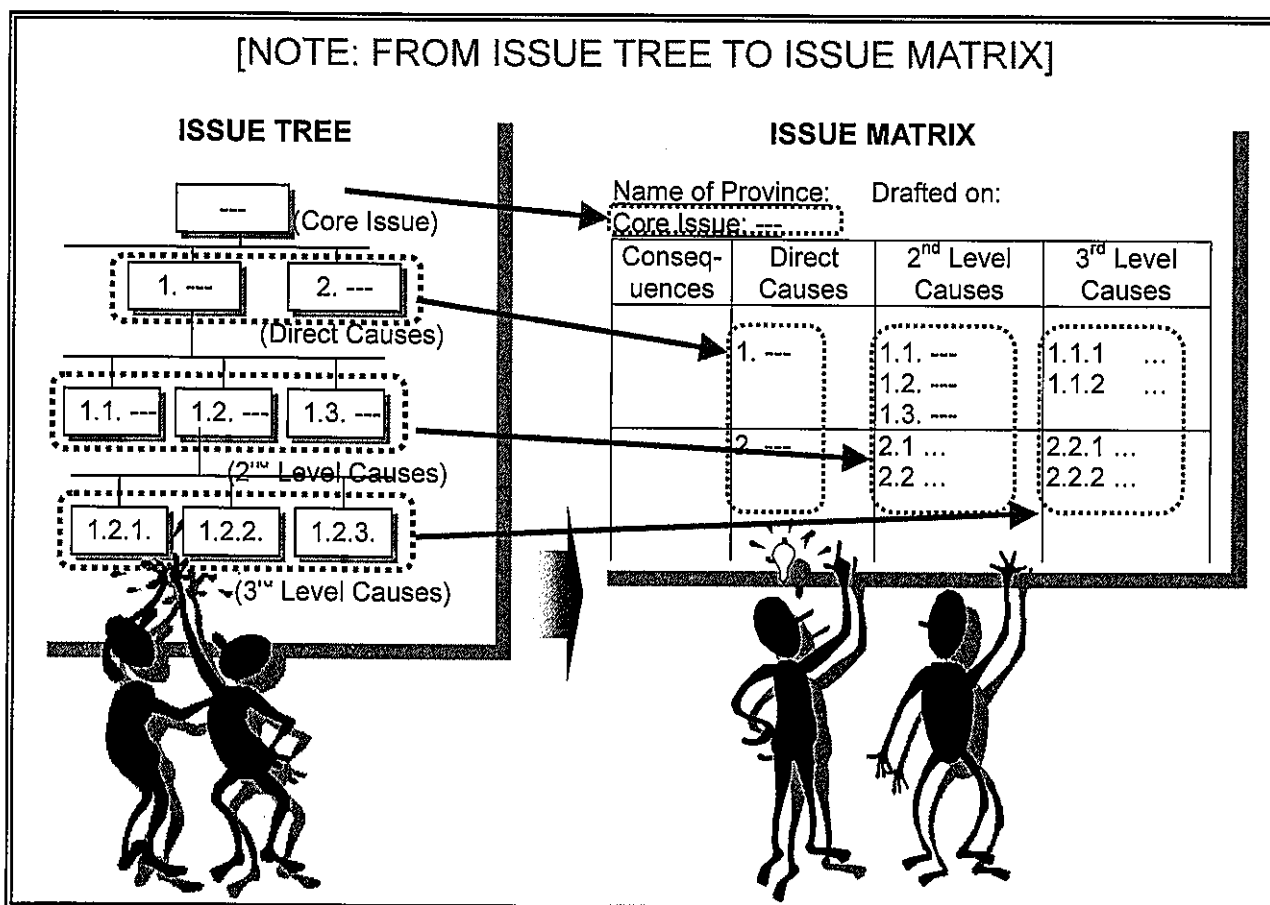 [NOTE: FROM ISSUE TREE TO ISSUE MATRIX]
ISSUE TREE
---
(Core Issue)
1. ---
2. ---
(Direct Causes)
1.1. ---
1.2. ---
1.3. ---
(2nd Level Causes)
1.2.1.
1.2.2.
1.2.3.
(3rd Level Causes)
ISSUE MATRIX
Name of Province: Drafted on:
Core Issue: ---
Conseq-
uences
Direct
Causes
2nd Level
Causes
3rd Level
Causes
1. ---
1.1. ---
1.2. ---
1.3. ---
1.1.1 ...
1.1.2 ...
2. ---
2.1 ...
2.2 ...
2.2.1 ...
2.2.2 ...